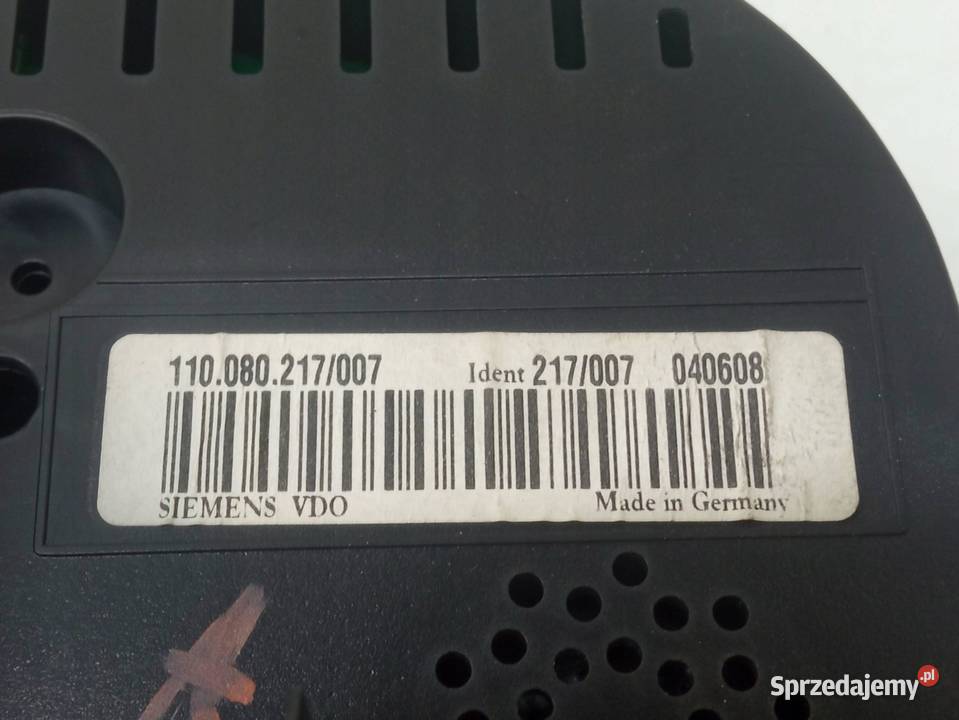 110.080.217/007 Ident 217/007 040608
SIEMENS VDO Made in Germany
Sprzedajemy.pl